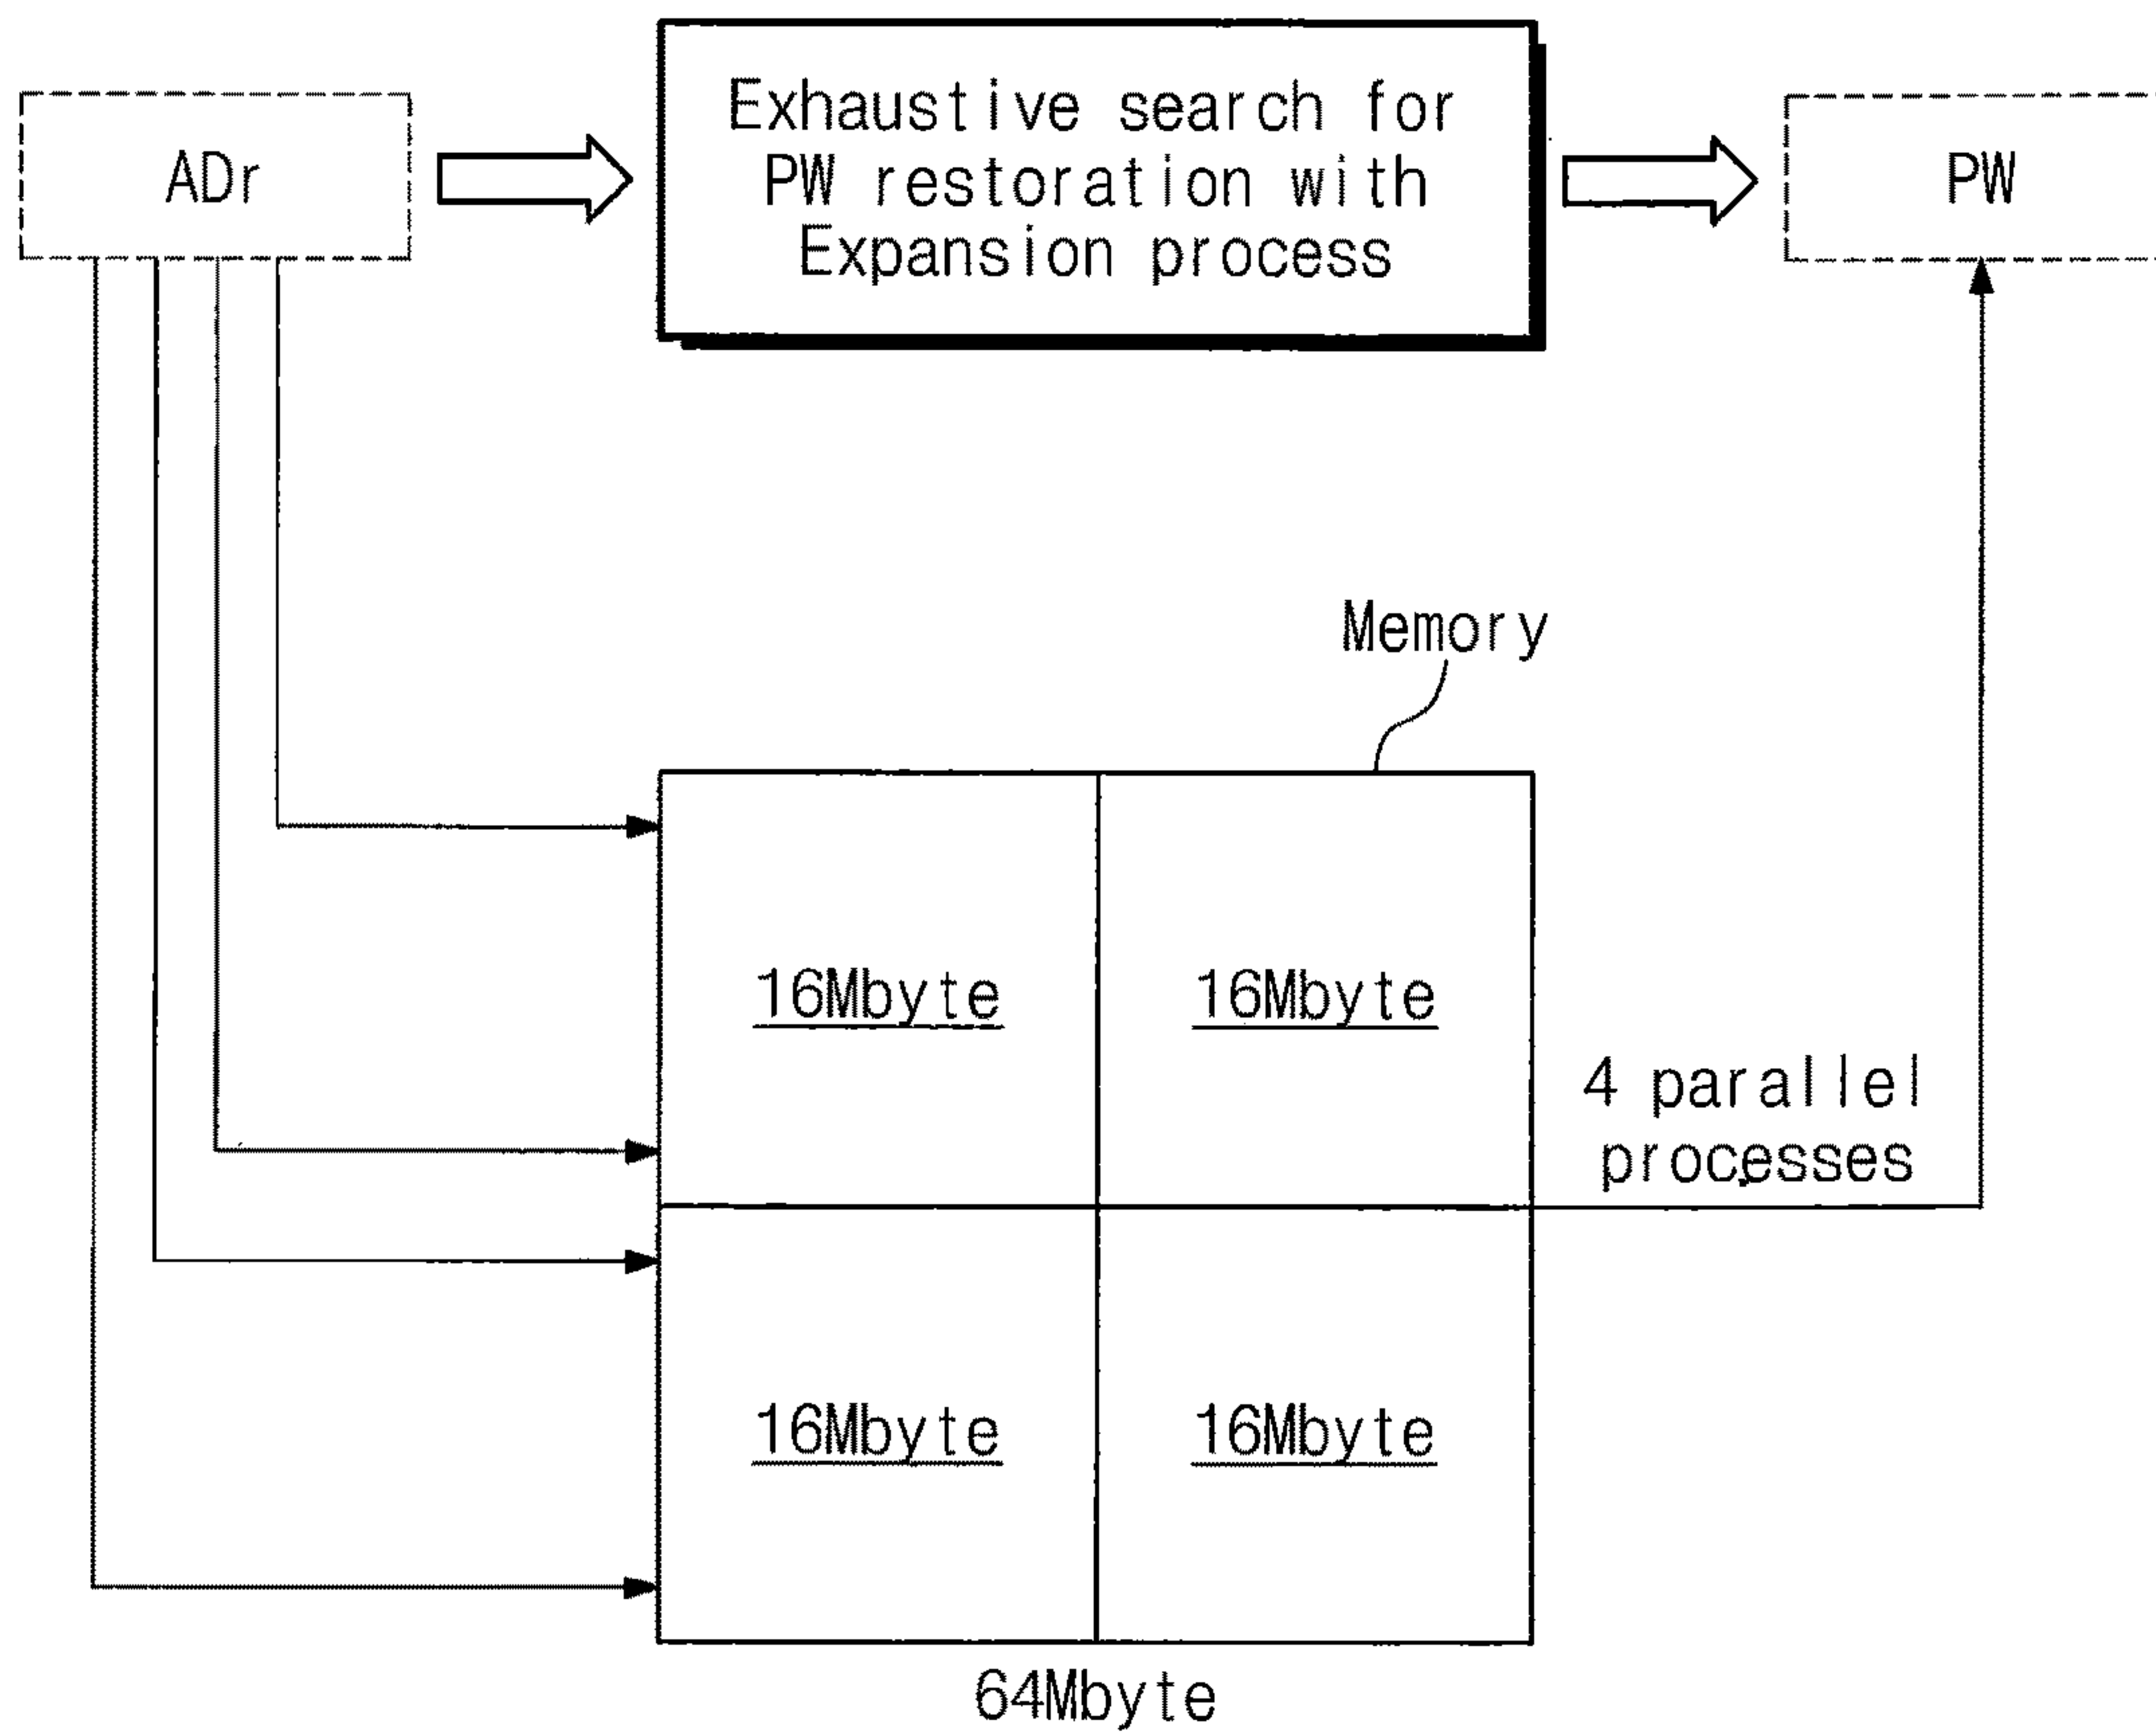 ADr
Exhaustive search for
PW restoration with
Expansion process
PW
Memory
16Mbyte
16Mbyte
4 parallel
processes
16Mbyte
16Mbyte
64Mbyte